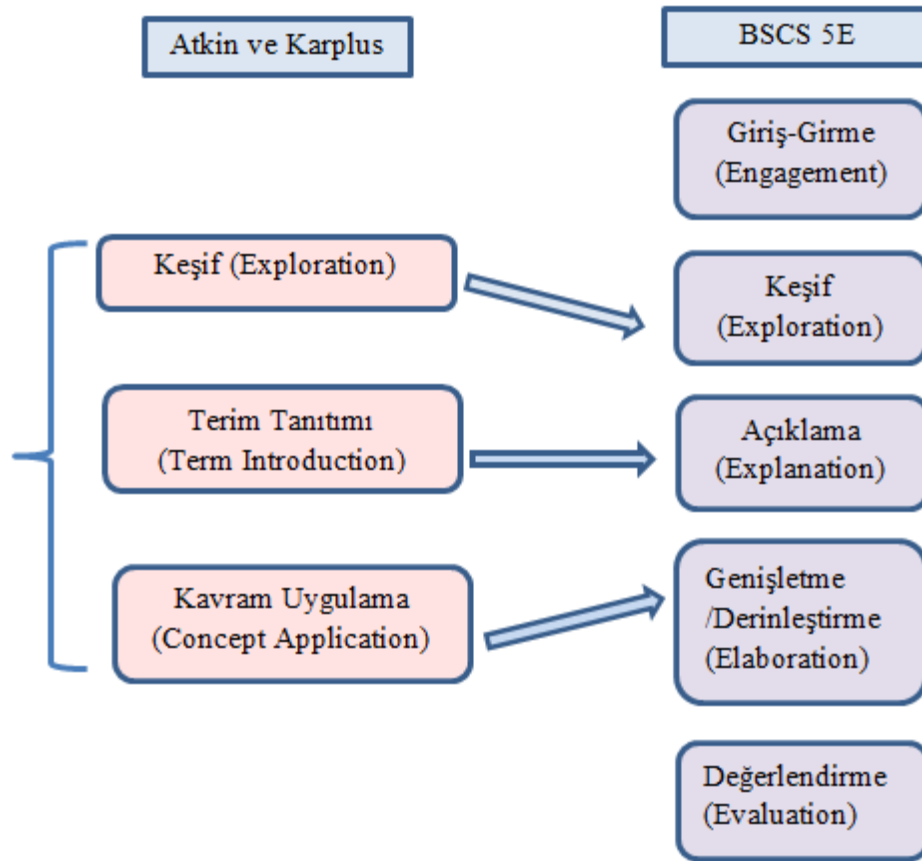 Atkin ve Karplus
BSCS 5E
Giriş-Girme
(Engagement)
Keşif (Exploration)
Keşif
(Exploration)
Terim Tanıtımı
(Term Introduction)
Açıklama
(Explanation)
Kavram Uygulama
(Concept Application)
Genişletme
/Derinleştirme
(Elaboration)
Değerlendirme
(Evaluation)